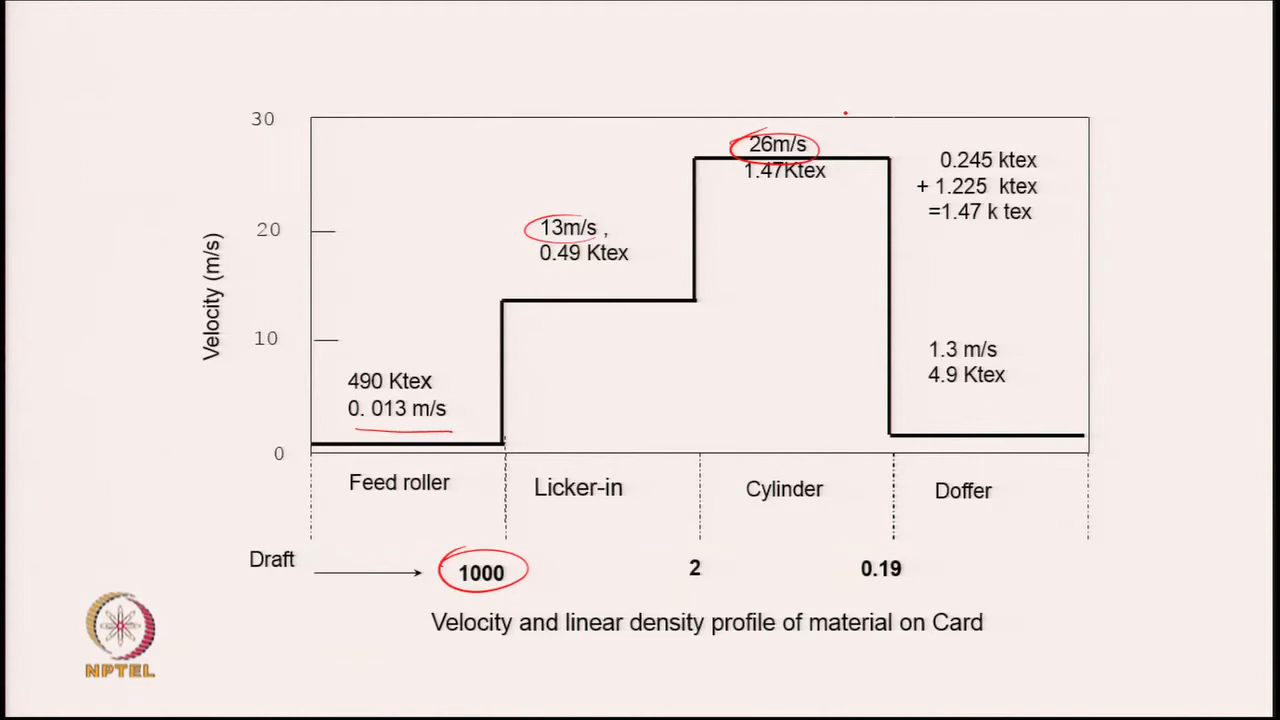 30
26m/s
1.47Ktex
0.245 ktex
+ 1.225 ktex
=1.47 k tex
20
13m/s ,
0.49 Ktex
Velocity (m/s)
10
1.3 m/s
4.9 Ktex
490 Ktex
0. 013 m/s
0
Feed roller
Licker-in
Cylinder
Doffer
Draft
1000
2
0.19
Velocity and linear density profile of material on Card
NPTEL